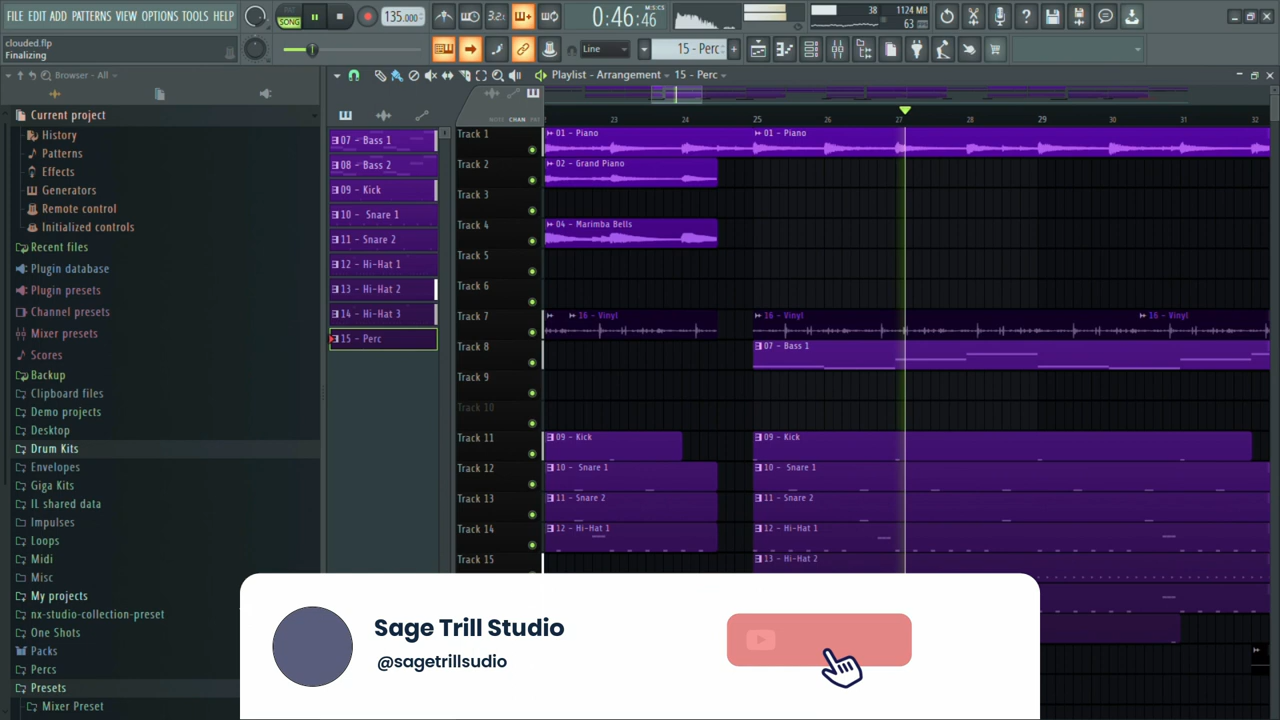 FILE EDIT ADD PATTERNS VIEW OPTIONS TOOLS HELP
SONG
135.000
3.2
0:46:46
M:S:CS
38
1124 MB
63
clouded.flp
Finalizing
Line
15 - Perc
Browser - All
Playlist - Arrangement
15 - Perc
Current project
History
Patterns
Effects
Generators
Remote control
Initialized controls
Recent files
Plugin database
Plugin presets
Channel presets
Mixer presets
Scores
Backup
Clipboard files
Demo projects
Desktop
Drum Kits
Envelopes
Giga Kits
IL shared data
Impulses
Loops
Midi
Misc
My projects
nx-studio-collection-preset
One Shots
Packs
Percs
Presets
Mixer Preset
07 - Bass 1
08 - Bass 2
09 - Kick
10 - Snare 1
11 - Snare 2
12 - Hi-Hat 1
13 - Hi-Hat 2
14 - Hi-Hat 3
15 - Perc
CHAN
23
24
25
26
27
28
29
30
31
32
Track 1
01 - Piano
01 - Piano
Track 2
02 - Grand Piano
Track 3
Track 4
04 - Marimba Bells
Track 5
Track 6
Track 7
16 - Vinyl
16 - Vinyl
16 - Vinyl
Track 8
07 - Bass 1
Track 9
Track 10
Track 11
09 - Kick
09 - Kick
Track 12
10 - Snare 1
10 - Snare 1
Track 13
11 - Snare 2
11 - Snare 2
Track 14
12 - Hi-Hat 1
12 - Hi-Hat 1
Track 15
13 - Hi-Hat 2
Sage Trill Studio
@sagetrillsudio